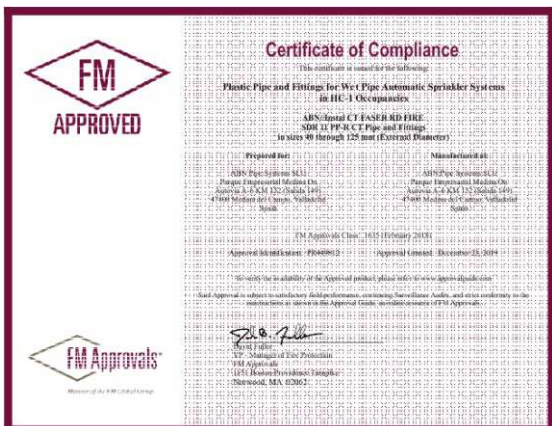 FM
APPROVED
Certificate of Compliance
This certificate is issued for the following:
Plastic Pipe and Fittings for Wet Pipe Automatic Sprinkler Systems
in HC-1 Occupancies
ABN//Instal CT FASER RD FIRE
SDR 11 PP-R CT Pipe and Fittings
in sizes 40 through 125 mm (External Diameter)
Prepared for:
ABN Pipe Systems SLU
Parque Empresarial Medina On
Autovia A-6 KM 152 (Salida 149)
47400 Medina del Campo, Valladolid
Spain
Manufactured at:
ABN Pipe Systems SLU
Parque Empresarial Medina On
Autovia A-6 KM 152 (Salida 149)
47400 Medina del Campo, Valladolid
Spain
FM Approvals Class: 1635 (February 2018)
Approval Identification:
Approval Granted: December 23, 2019
To verify the availability of the Approved product, please refer to www.approvalguide.com
Said Approval is subject to satisfactory field performance, continuing Surveillance Audits, and strict conformity to the
constructions as shown in the Approval Guide, an online resource of FM Approvals.
David Fuller
VP - Manager of Fire Protection
FM Approvals
1151 Boston Providence Turnpike
Norwood, MA 02062
FM Approvals
Member of the FM Global Group